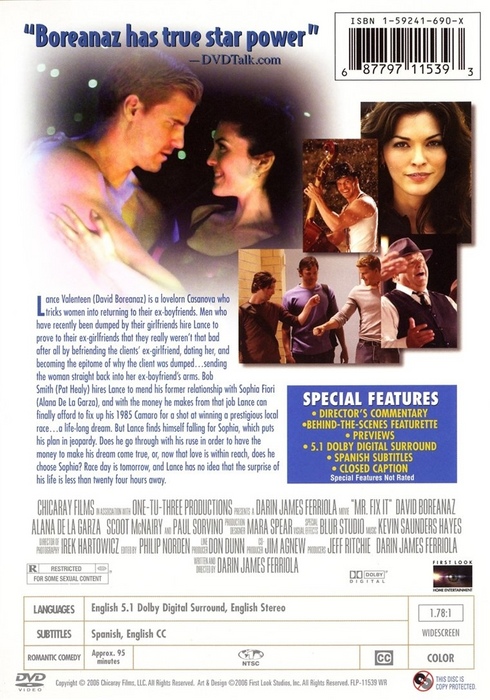 "Boreanaz has true star power"
—DVDTalk.com
ISBN 1-59241-690-X
6 87797 11539 3
Lance Valenteen (David Boreanaz) is a lovelorn Casanova who
tricks women into returning to their ex-boyfriends. Men who
have recently been dumped by their girlfriends hire Lance to
prove to their ex-girlfriends that they really weren't that bad
after all by befriending the clients' ex-girlfriend, dating her, and
becoming the epitome of why the client was dumped...sending
the woman straight back into her ex-boyfriend's arms, Bob
Smith (Pat Healy) hires Lance to mend his former relationship with Sophia Fiori
(Alana De La Garza), and with the money he makes from that job Lance can
finally afford to fix up his 1985 Camaro for a shot at winning a prestigious local
race...a life-long dream. But Lance finds himself falling for Sophia, which puts
his plan in jeopardy. Does he go through with his ruse in order to have the
money to make his dream come true, or, now that love is within reach, does he
choose Sophia? Race day is tomorrow, and Lance has no idea that the surprise of
his life is less than twenty four hours away.
SPECIAL FEATURES
• DIRECTOR'S COMMENTARY
•BEHIND-THE-SCENES FEATURETTE
• PREVIEWS
• 5.1 DOLBY DIGITAL SURROUND
• SPANISH SUBTITLES
• CLOSED CAPTION
Special Features Not Rated
CHICARAY FILMS IN ASSOCIATION WITH ONE-TU-THREE PRODUCTIONS PRESENTS A DARIN JAMES FERRIOLA MOVIE "MR. FIX IT" DAVID BOREANAZ
ALANA DE LA GARZA SCOOT McNAIRY AND PAUL SORVINO PRODUCTION DESIGNER MARA SPEAR SPECIAL VISUAL EFFECTS BLUR STUDIO MUSIC KEVIN SAUNDERS HAYES
DIRECTOR OF PHOTOGRAPHY IREK HARTOWICZ EDITED BY PHILIP NORDEN LINE PRODUCER DON DUNN CO-PRODUCER JIM AGNEW PRODUCERS JEFF RITCHIE DARIN JAMES FERRIOLA
WRITTEN AND DIRECTED BY DARIN JAMES FERRIOLA
R RESTRICTED
FOR SOME SEXUAL CONTENT
DOLBY
DIGITAL
FIRST LOOK
HOME ENTERTAINMENT
LANGUAGES English 5.1 Dolby Digital Surround, English Stereo
1.78:1
SUBTITLES Spanish, English CC
WIDESCREEN
ROMANTIC COMEDY Approx. 95 minutes
NTSC
CC
COLOR
DVD
VIDEO
Copyright © 2006 Chicaray Films, LLC. All Rights Reserved. Art & Design ©2006 First Look Studios, Inc. All Rights Reserved. FLP-11539 WR
THIS DISC IS
COPY PROTECTED.